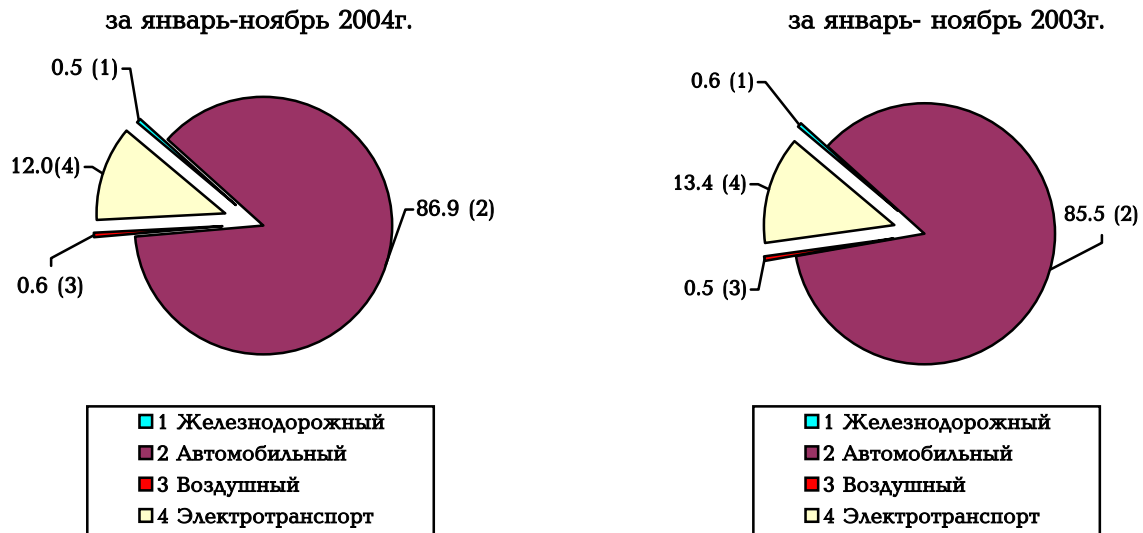 за январь-ноябрь 2004г.
0.5 (1)
12.0(4)
86.9 (2)
0.6 (3)
1 Железнодорожный
2 Автомобильный
3 Воздушный
4 Электротранспорт
за январь- ноябрь 2003г.
0.6 (1)
13.4 (4)
85.5 (2)
0.5 (3)
1 Железнодорожный
2 Автомобильный
3 Воздушный
4 Электротранспорт